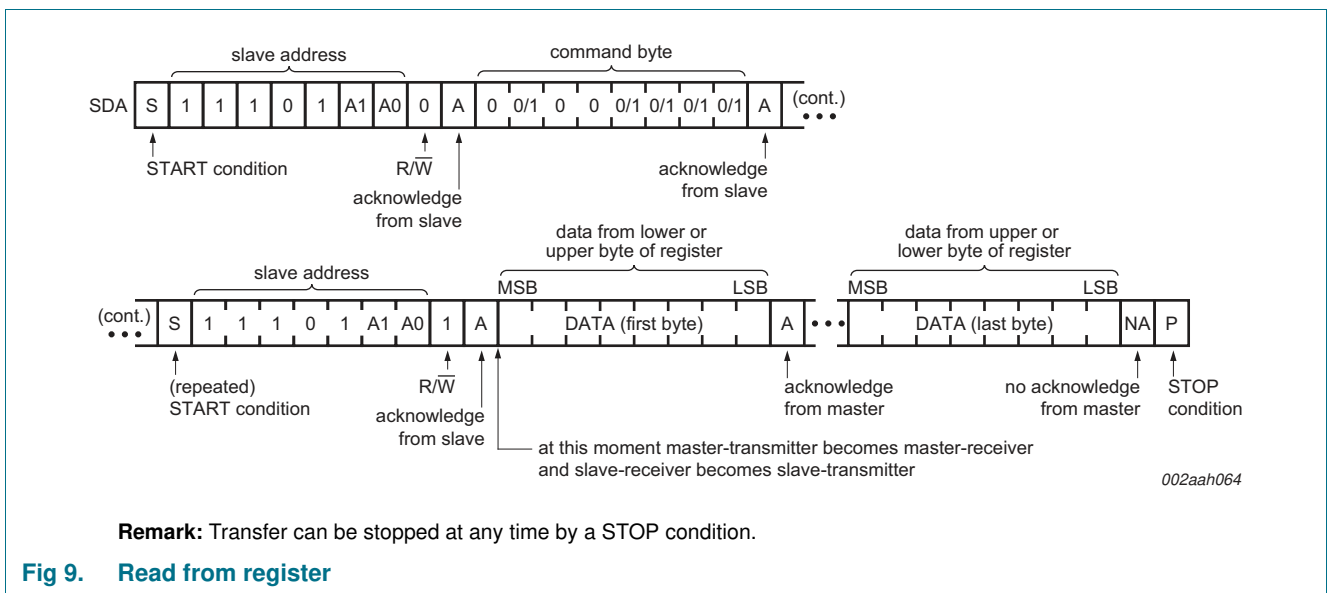 slave address
command byte
SDA S 1 1 1 0 1 A1 A0 0 A 0 0/1 0 0 0/1 0/1 0/1 0/1 A (cont.)
START condition
R/W̅
acknowledge
from slave
acknowledge
from slave
slave address
data from lower or
upper byte of register
data from upper or
lower byte of register
MSB LSB MSB LSB
(cont.) S 1 1 1 0 1 A1 A0 1 A DATA (first byte) A DATA (last byte) NA P
(repeated)
START condition
R/W̅
acknowledge
from slave
acknowledge
from master
no acknowledge
from master
STOP
condition
at this moment master-transmitter becomes master-receiver
and slave-receiver becomes slave-transmitter
002aah064
Remark: Transfer can be stopped at any time by a STOP condition.
Fig 9. Read from register